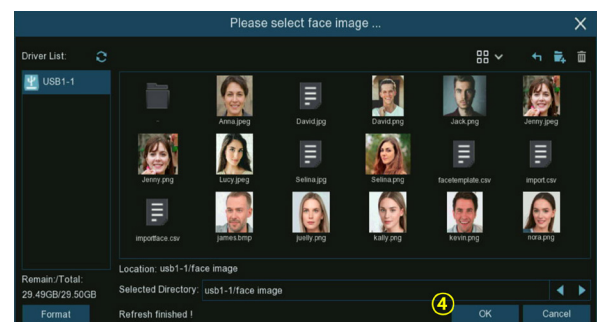 Please select face image ...
Driver List:
USB1-1
.
Anna.jpeg
David.jpg
David.png
Jack.png
Jenny.jpeg
Jenny.png
Lucy.jpeg
Selina.jpg
Selina.png
facetemplate.csv
import.csv
importface.csv
james.bmp
juelly.png
kally.png
kevin.png
nora.png
Location: usb1-1/face image
Remain:/Total:
29.49GB/29.50GB
Selected Directory: usb1-1/face image
Format
Refresh finished !
④
OK
Cancel